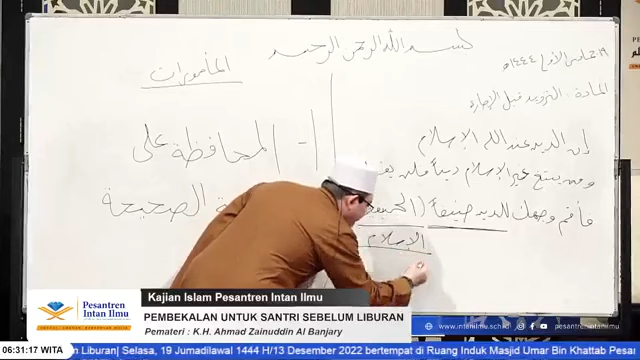 بسم الله الرحمن الرحيم
١٩ جمادى الأولى ١٤٤٤هـ
المادة: التزويد قبل الإجازة
المأمورات
إن الدين عند الله الإسلام
١- المحافظة على
ومن يبتغ غير الإسلام دينا فلن
فأقم وجهك للدين حنيفا
الصحيحة
الإسلام
Pesantren Intan Ilmu
Kajian Islam Pesantren Intan Ilmu
PEMBEKALAN UNTUK SANTRI SEBELUM LIBURAN
Pemateri : K.H. Ahmad Zainuddin Al Banjary
www.intanilmu.sch.id
06:31:17 WITA
Liburan| Selasa, 19 Jumadilawal 1444 H/13 Desember 2022 bertempat di Ruang Induk Masjid Umar Bin Khattab Pesan